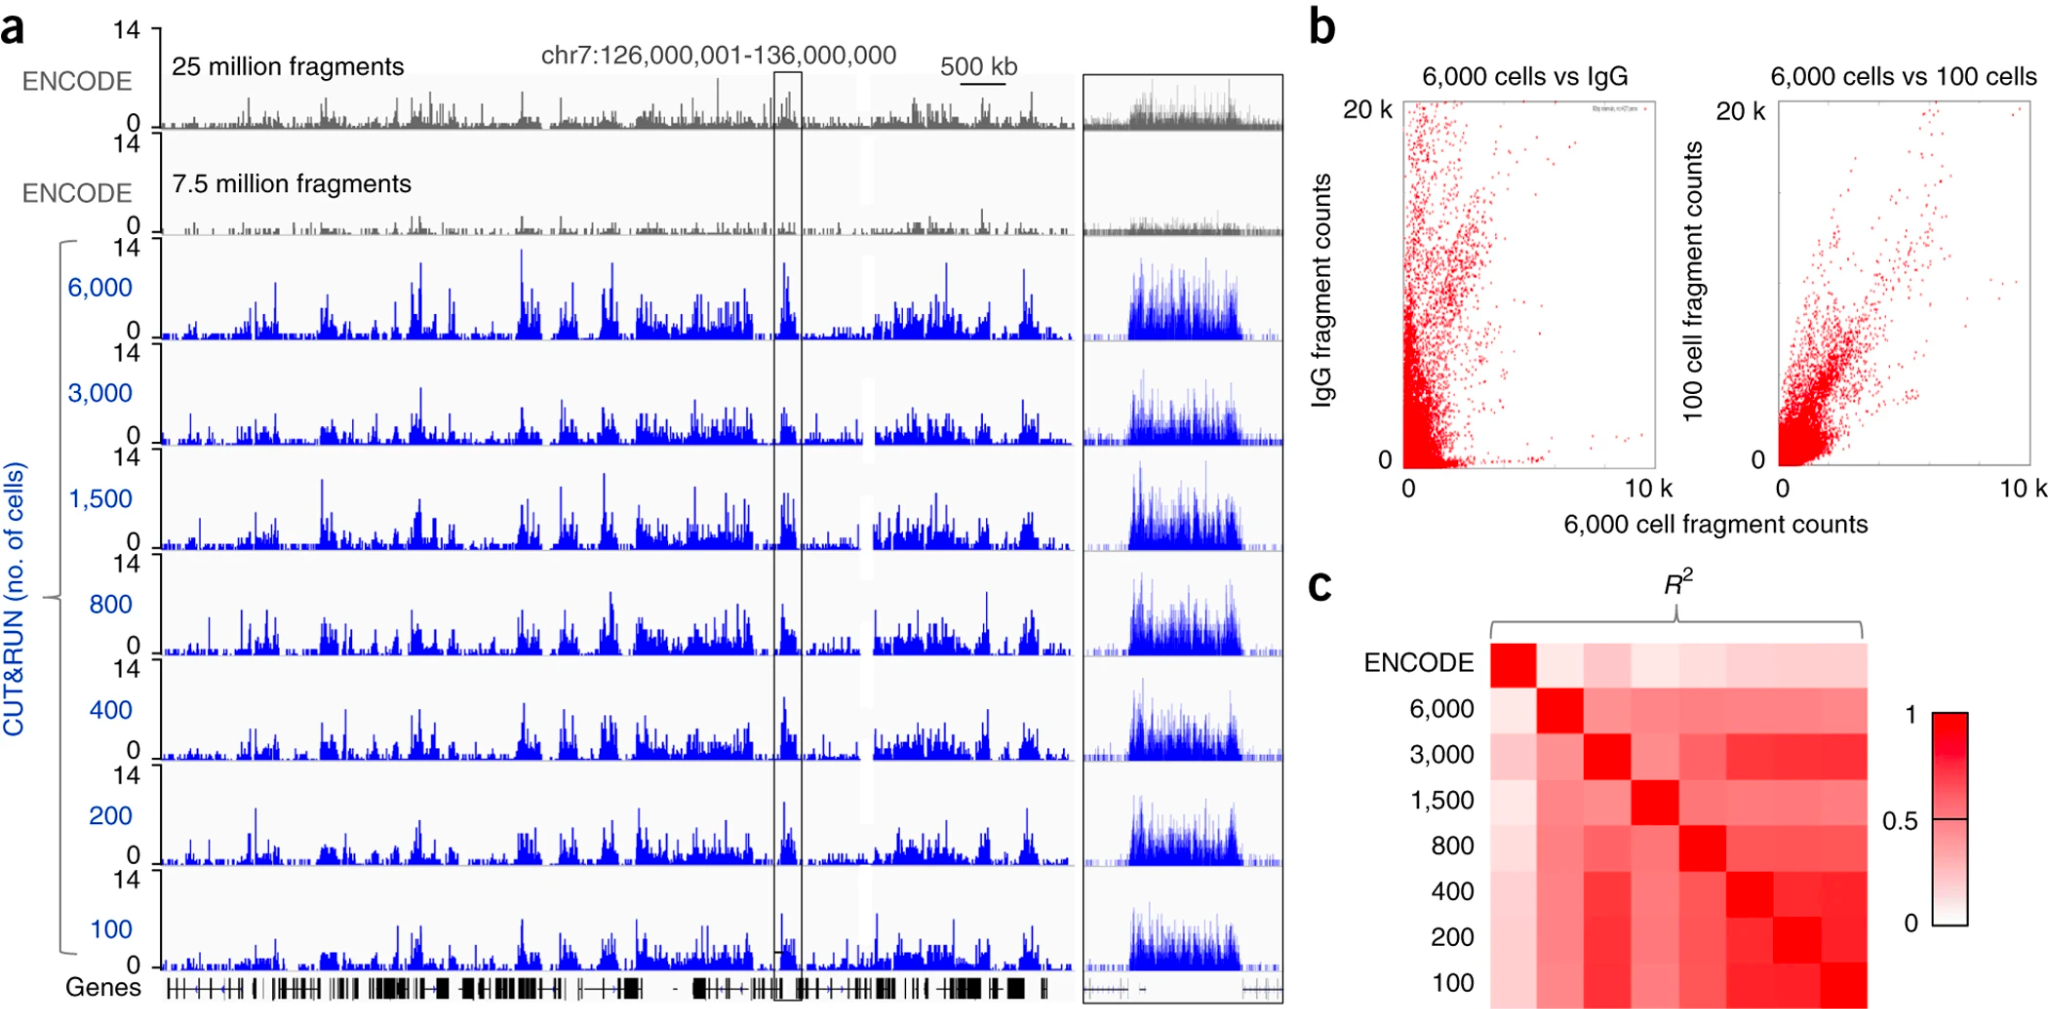 a
14
25 million fragments
chr7:126,000,001-136,000,000
500 kb
ENCODE
0
14
7.5 million fragments
ENCODE
0
CUT&RUN (no. of cells)
14
6,000
0
14
3,000
0
14
1,500
0
14
800
0
14
400
0
14
200
0
14
100
0
Genes
b
6,000 cells vs IgG
20 k
IgG fragment counts
0
0
10 k
6,000 cells vs 100 cells
20 k
100 cell fragment counts
0
0
10 k
6,000 cell fragment counts
c
R²
ENCODE
6,000
3,000
1,500
800
400
200
100
1
0.5
0